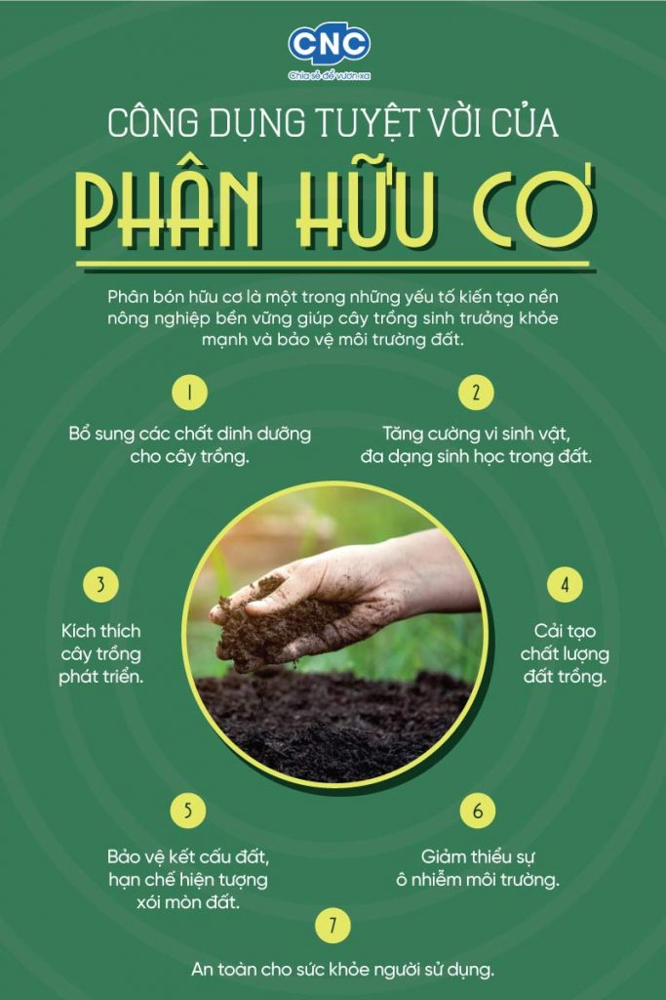 CNC
Chia sẻ để vươn xa
CÔNG DỤNG TUYỆT VỜI CỦA
PHÂN HỮU CƠ
Phân bón hữu cơ là một trong những yếu tố kiến tạo nền
nông nghiệp bền vững giúp cây trồng sinh trưởng khỏe
mạnh và bảo vệ môi trường đất.
1
Bổ sung các chất dinh dưỡng
cho cây trồng.
2
Tăng cường vi sinh vật,
đa dạng sinh học trong đất.
3
Kích thích
cây trồng
phát triển.
4
Cải tạo
chất lượng
đất trồng.
5
Bảo vệ kết cấu đất,
hạn chế hiện tượng
xói mòn đất.
6
Giảm thiểu sự
ô nhiễm môi trường.
7
An toàn cho sức khỏe người sử dụng.